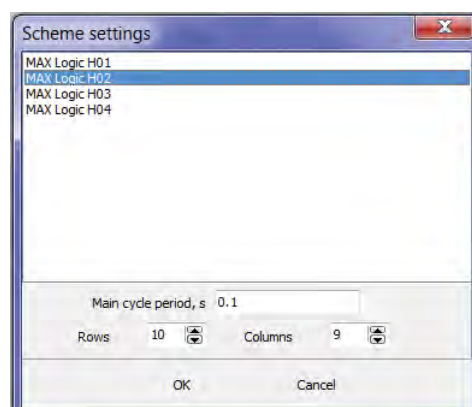 Scheme settings
MAX Logic H01
MAX Logic H02
MAX Logic H03
MAX Logic H04
Main cycle period, s 0.1
Rows 10 Columns 9
OK Cancel